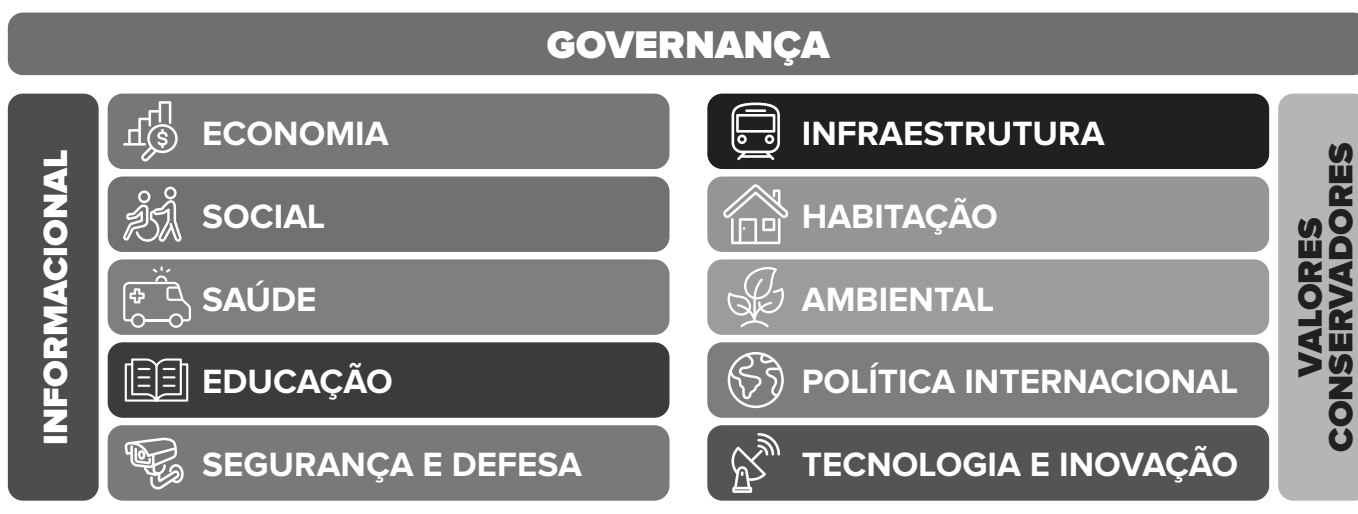 GOVERNANÇA
INFORMACIONAL
ECONOMIA
SOCIAL
SAÚDE
EDUCAÇÃO
SEGURANÇA E DEFESA
INFRAESTRUTURA
HABITAÇÃO
AMBIENTAL
POLÍTICA INTERNACIONAL
TECNOLOGIA E INOVAÇÃO
VALORES
CONSERVADORES